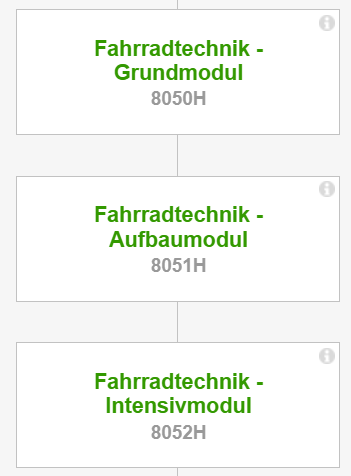 Fahrradtechnik -
Grundmodul
8050H
Fahrradtechnik -
Aufbaumodul
8051H
Fahrradtechnik -
Intensivmodul
8052H